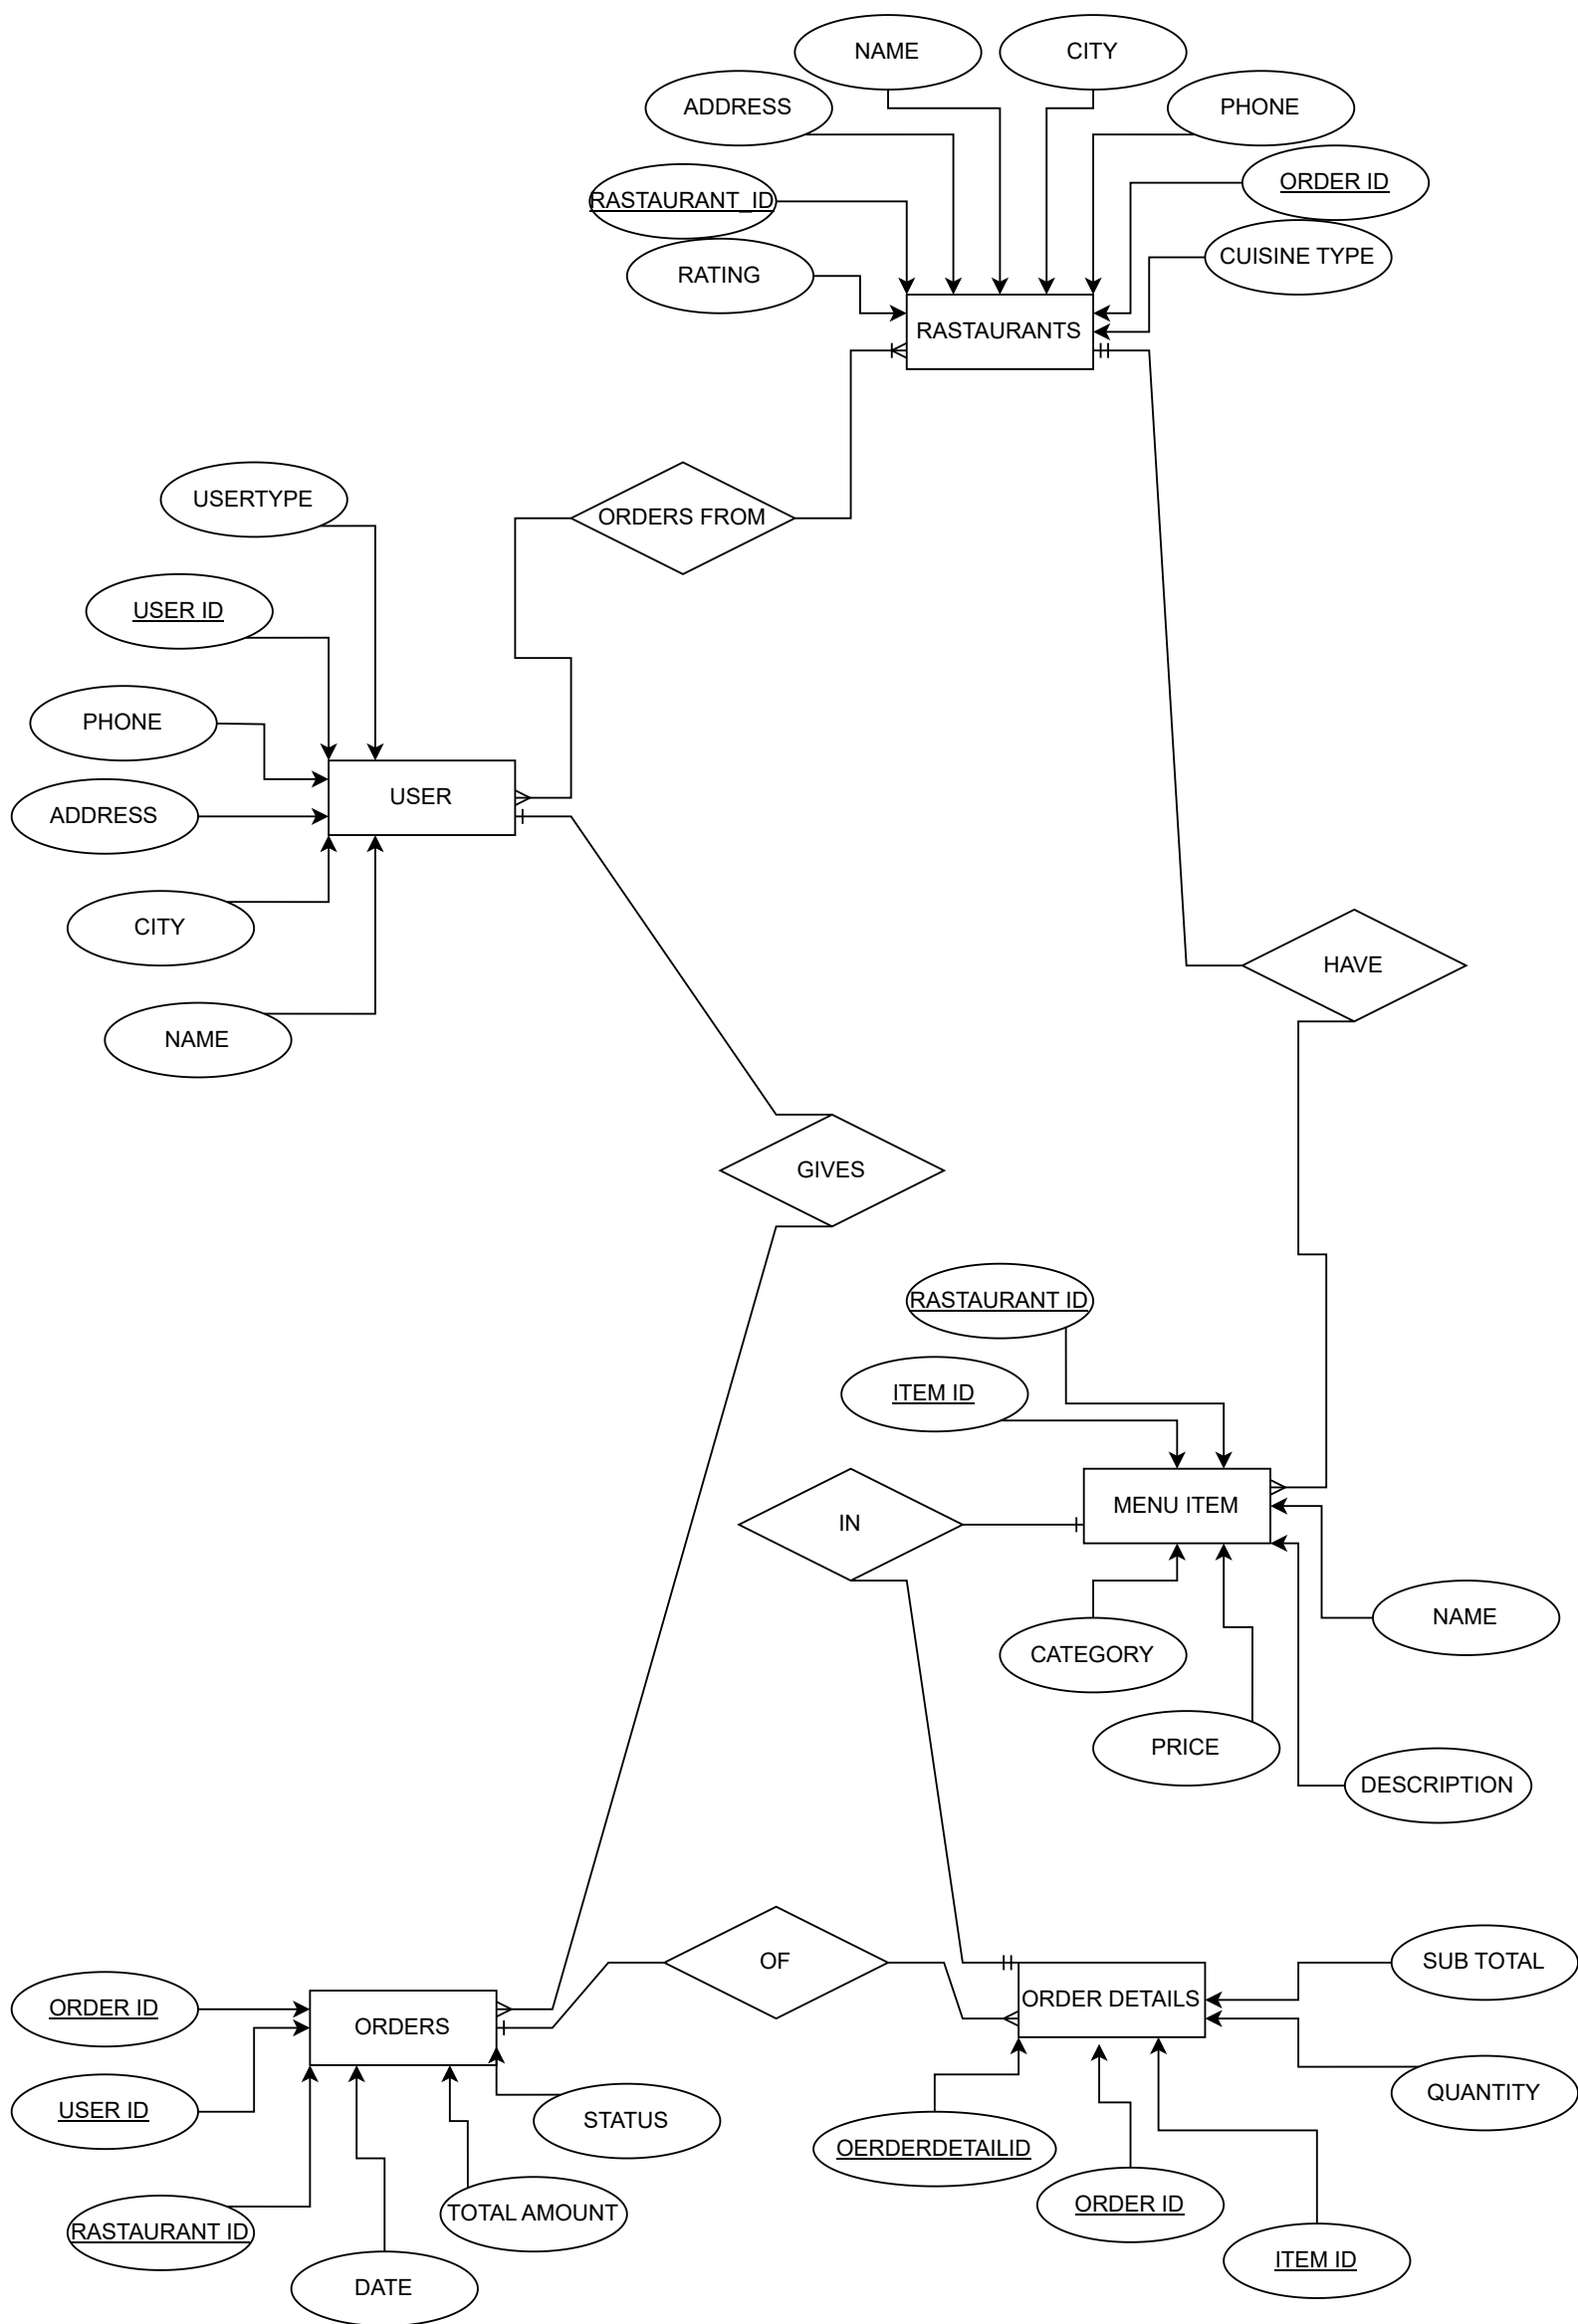 NAME
CITY
ADDRESS
PHONE
RASTAURANT_ID
ORDER ID
RATING
CUISINE TYPE
RASTAURANTS
USERTYPE
ORDERS FROM
USER ID
PHONE
USER
ADDRESS
CITY
HAVE
NAME
GIVES
RASTAURANT ID
ITEM ID
MENU ITEM
IN
NAME
CATEGORY
PRICE
DESCRIPTION
OF
SUB TOTAL
ORDER ID
ORDERS
ORDER DETAILS
USER ID
STATUS
QUANTITY
OERDERDETAILID
RASTAURANT ID
TOTAL AMOUNT
ORDER ID
DATE
ITEM ID